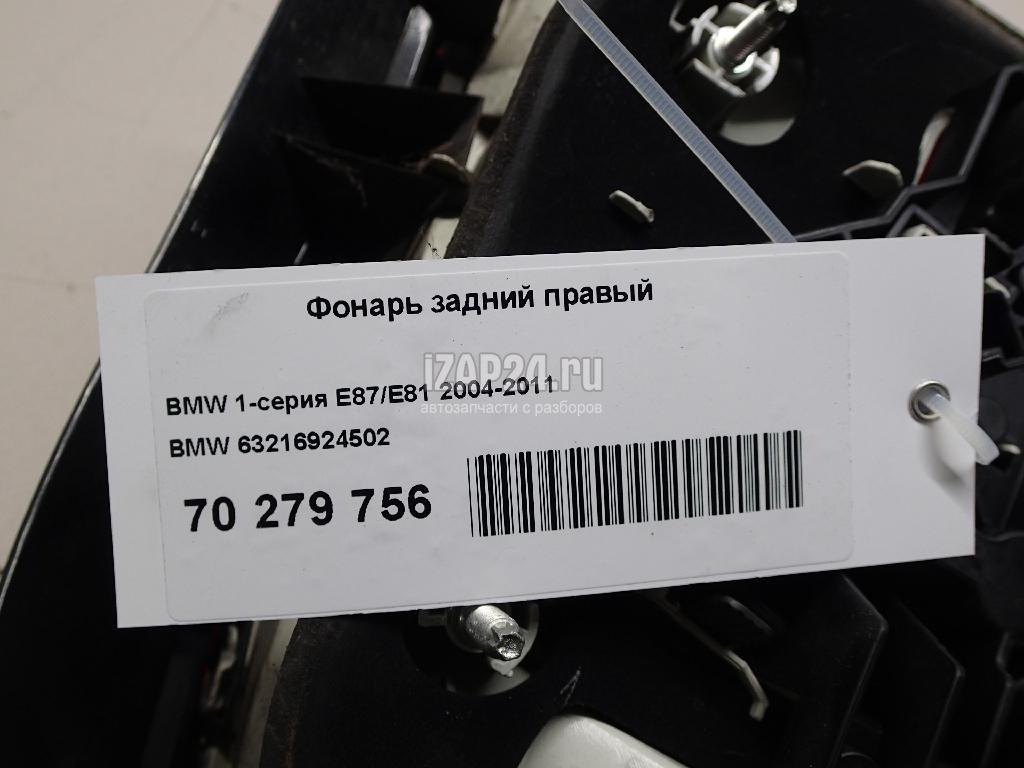 Фонарь задний правый
iZAP24.ru
BMW 1-серия E87/E81 2004-2011
автозапчасти с разборов
BMW 63216924502
70 279 756